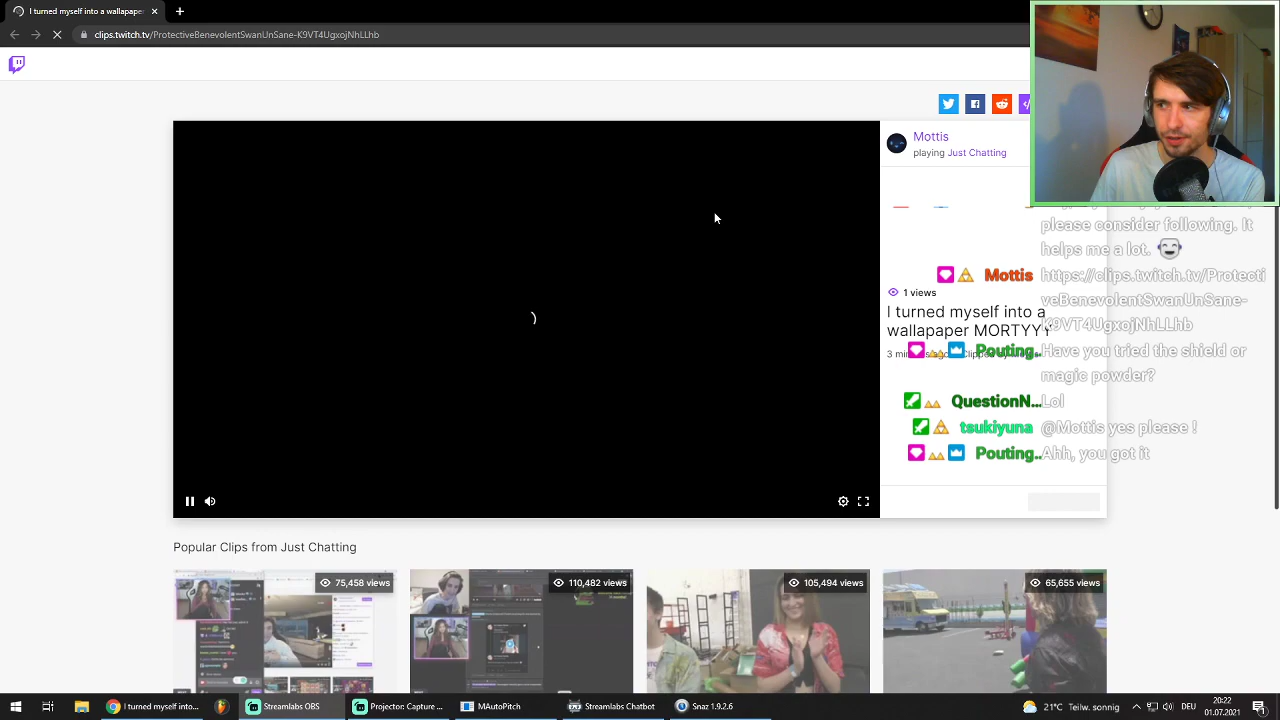 I turned myself into a wallapape
clips.twitch.tv/ProtectiveBenevolentSwanUnSane-K9VT4UgxojNhLLhb
Mottis
playing Just Chatting
please consider following. It
helps me a lot.
Mottis https://clips.twitch.tv/Protecti
veBenevolentSwanUnSane-
K9VT4UgxojNhLLhb
1 views
I turned myself into a
wallapaper MORTYYY
Pouting.. Have you tried the shield or
magic powder?
QuestionN... Lol
tsukiyuna @Mottis yes please !
Pouting.. Ahh, you got it
Popular Clips from Just Chatting
75,458 views
110,482 views
105,494 views
65,655 views
I turned myself into...
Streamlabs OBS
Projector: Capture ...
MAutoPitch
Streamlabs Chatbot
Snaz 1.9.2.6
21°C Teilw. sonnig
DEU
20:22
01.07.2021